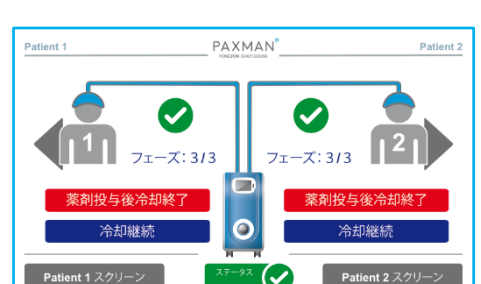 Patient 1
PAXMAN
Patient 2
1
2
フェーズ: 3/3
フェーズ: 3/3
薬剤投与後冷却終了
薬剤投与後冷却終了
冷却継続
冷却継続
ステータス
Patient 1 スクリーン
Patient 2 スクリーン